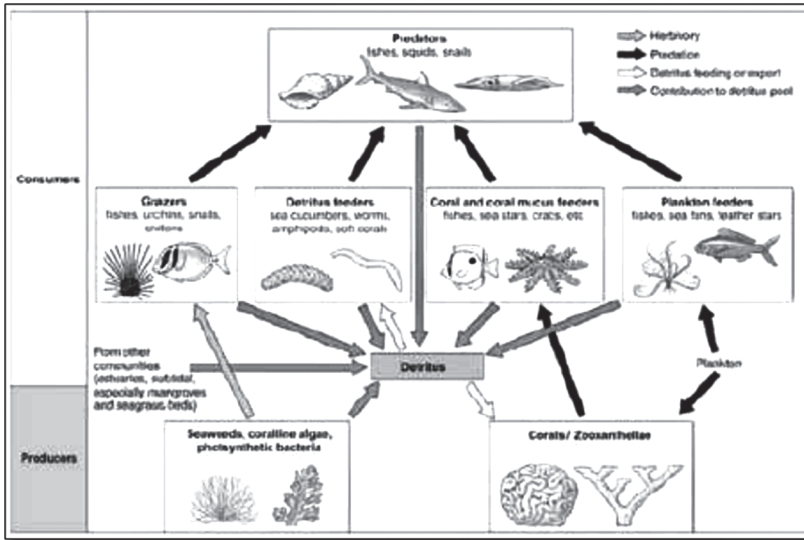 Predators
fishes, squids, snails
Herbivory
Predation
Detritus feeding or export
Contribution to detritus pool
Consumers
Grazers
fishes, urchins, snails,
chitons
Detritus feeders
sea cucumbers, worms,
amphipods, soft corals
Coral and coral mucus feeders
fishes, sea stars, crabs, etc
Plankton feeders
fishes, sea fans, feather stars
From other
communities
(estuaries, subtidal,
especially mangroves
and seagrass beds)
Detritus
Plankton
Producers
Seaweeds, coralline algae,
photsynthetic bacteria
Corals/ Zooxanthellae